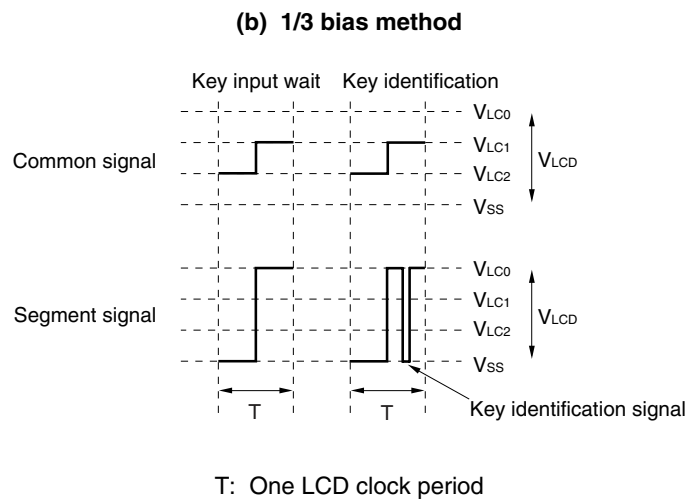 (b) 1/3 bias method
Key input wait Key identification
VLC0
VLC1
Common signal
VLCD
VLC2
VSS
VLC0
VLC1
Segment signal
VLCD
VLC2
VSS
T T
Key identification signal
T: One LCD clock period